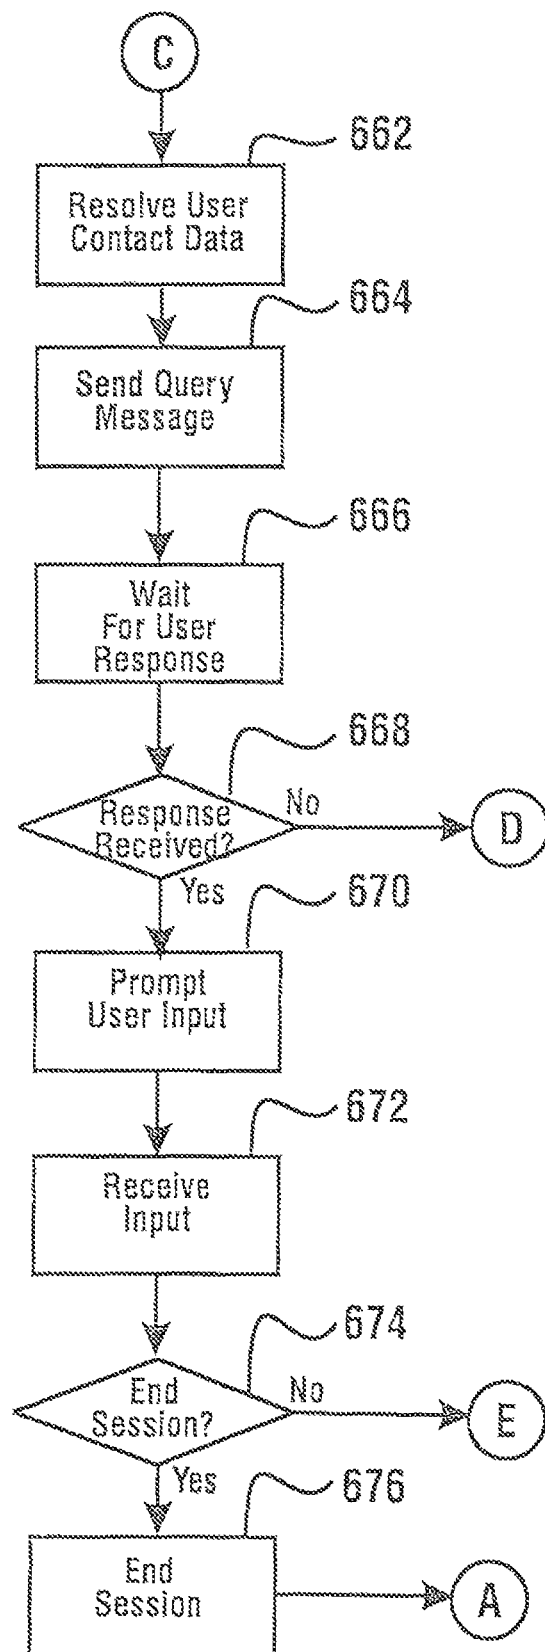 C
662
Resolve User
Contact Data
664
Send Query
Message
666
Wait
For User
Response
668
Response
Received?
No
D
Yes
670
Prompt
User Input
672
Receive
Input
674
End
Session?
No
E
Yes
676
End
Session
A